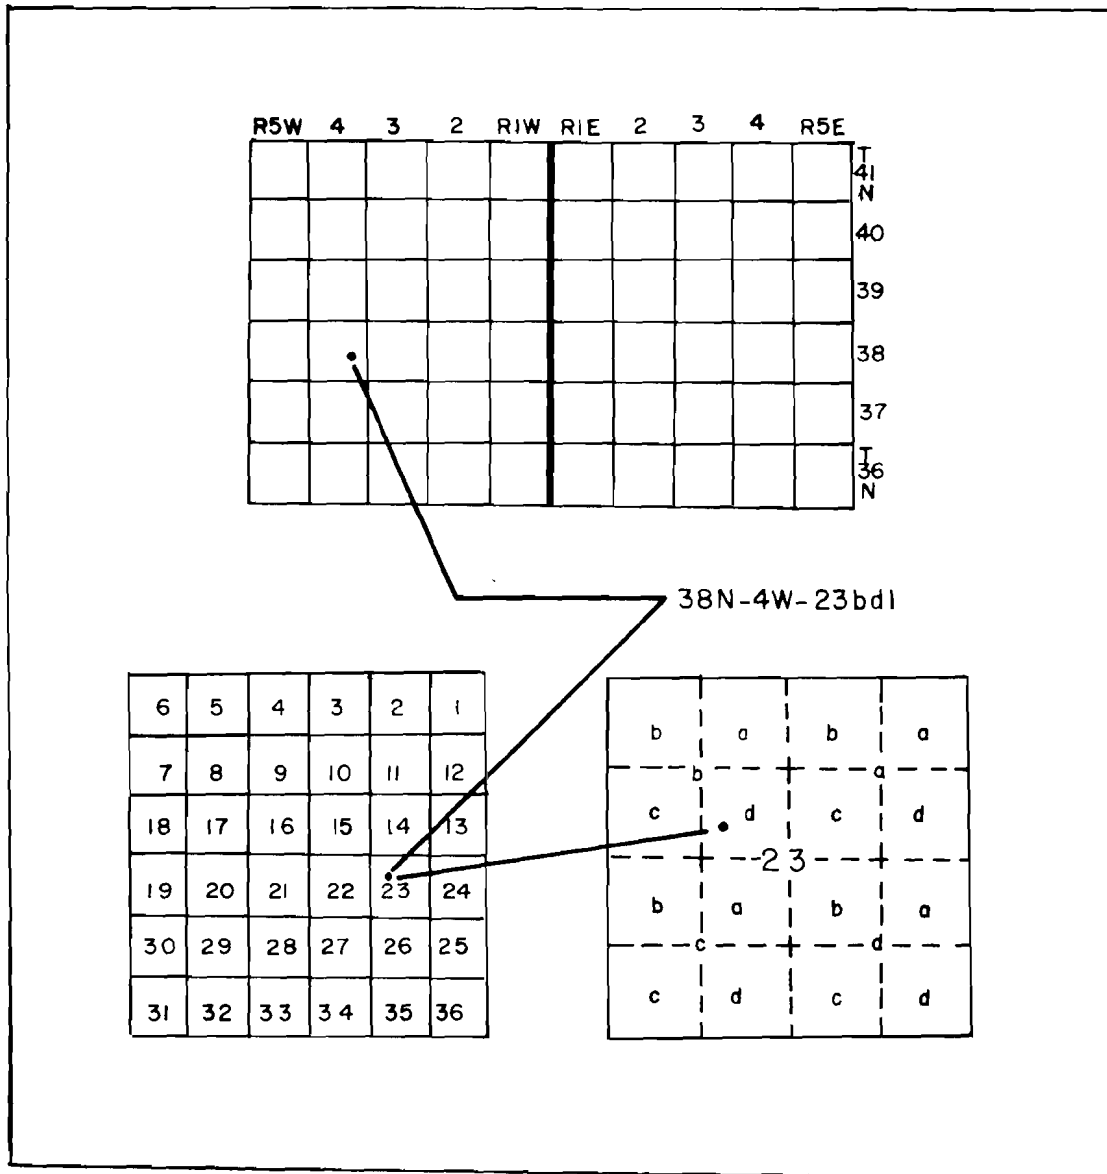 R5W 4 3 2 R1W R1E 2 3 4 R5E
T
41
N
40
39
38
37
T
36
N
38N-4W-23bd1
6 5 4 3 2 1
7 8 9 10 11 12
18 17 16 15 14 13
19 20 21 22 23 24
30 29 28 27 26 25
31 32 33 34 35 36
b a b a
b a
c d c d
23
b a b a
c d
c d c d